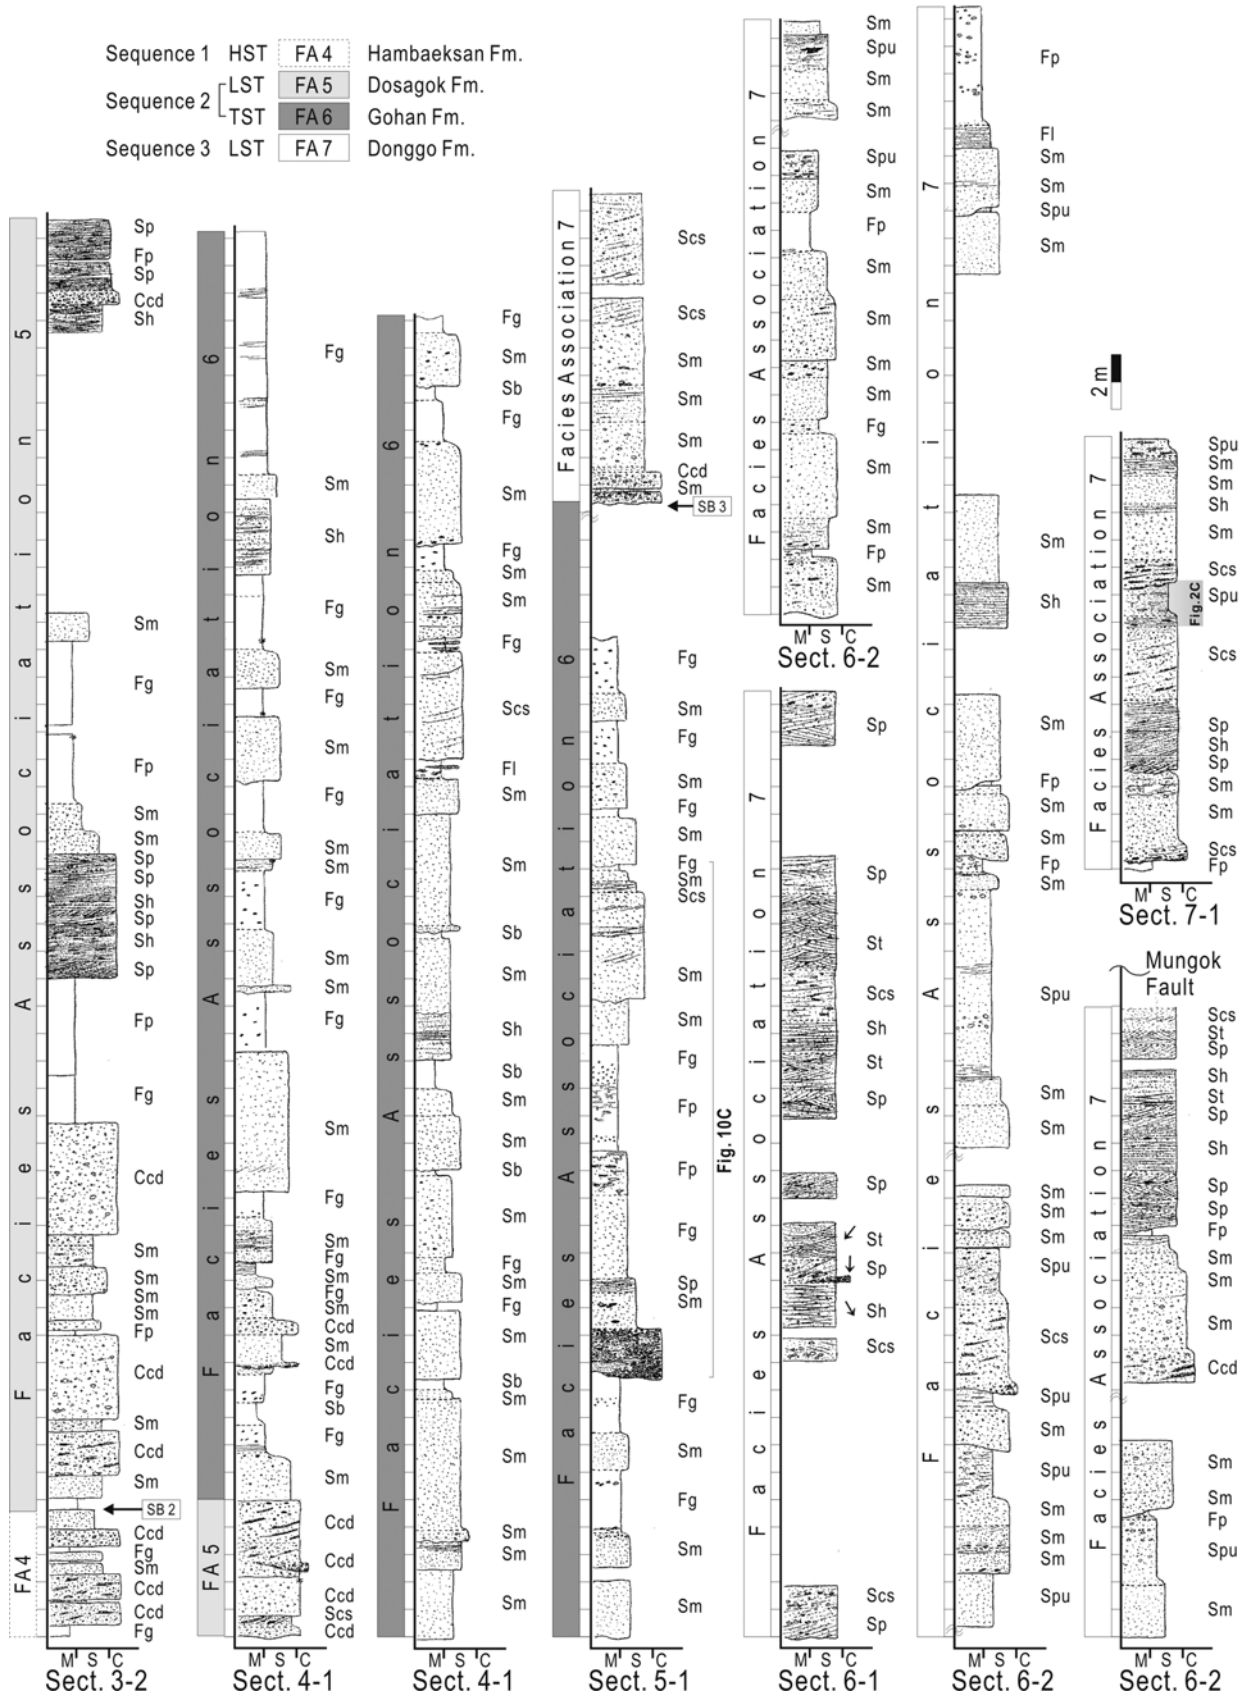 Sequence 1 HST FA 4 Hambaeksan Fm.
Sequence 2 LST FA 5 Dosagok Fm.
TST FA 6 Gohan Fm.
Sequence 3 LST FA 7 Donggo Fm.
Facies Association 5
FA4
Sp
Fp
Sp
Ccd
Sh
Sm
Fg
Fp
Sm
Sm
Sp
Sp
Sh
Sp
Sh
Sp
Fp
Fg
Ccd
Sm
Sm
Sm
Sm
Fp
Ccd
Sm
Ccd
Sm
SB 2
Ccd
Fg
Sm
Ccd
Ccd
Fg
M S C
Sect. 3-2
Facies Association 6
FA 5
Fg
Sm
Sh
Fg
Sm
Fg
Sm
Fg
Sm
Sm
Fg
Sm
Sm
Fg
Sm
Fg
Sm
Fg
Sm
Fg
Sm
Ccd
Sm
Ccd
Fg
Sb
Fg
Sm
Ccd
Ccd
Ccd
Scs
Ccd
M S C
Sect. 4-1
Facies Association 6
Fg
Sm
Sb
Fg
Sm
Fg
Sm
Sm
Fg
Scs
Fl
Sm
Sm
Sb
Sm
Sh
Sb
Sm
Sm
Sb
Sm
Fg
Sm
Fg
Sm
Sb
Sm
Sm
Sm
Sm
Sm
M S C
Sect. 4-1
Facies Association 7
Facies Association 6
Scs
Scs
Sm
Sm
Sm
Ccd
Sm
SB 3
Fg
Sm
Fg
Sm
Fg
Sm
Fg
Sm
Scs
Sm
Sm
Fg
Fp
Fp
Fg
Sp
Sm
Fg
Sm
Fg
Sm
Sm
Fig. 10C
M S C
Sect. 5-1
Facies Association 7
Sm
Spu
Sm
Sm
Spu
Sm
Fp
Sm
Sm
Sm
Sm
Fg
Sm
Sm
Fp
Sm
M S C
Sect. 6-2
Facies Association 7
Sp
Sp
St
Scs
Sh
St
Sp
Sp
St
Sp
Sh
Scs
Scs
Sp
M S C
Sect. 6-1
Facies Association 7
Fp
Fl
Sm
Sm
Spu
Sm
Sm
Sh
Sm
Fp
Sm
Sm
Fp
Sm
Spu
Sm
Sm
Sm
Sm
Sm
Spu
Scs
Spu
Sm
Spu
Sm
Sm
Sm
Spu
M S C
Sect. 6-2
2 m
Facies Association 7
Spu
Sm
Sm
Sh
Sm
Scs
Spu
Fig.2C
Scs
Sp
Sh
Sp
Sm
Sm
Scs
Fp
M S C
Sect. 7-1
Mungok
Fault
Facies Association 7
Scs
St
Sp
Sh
St
Sp
Sh
Sp
Sp
Fp
Sm
Sm
Sm
Ccd
Sm
Sm
Fp
Spu
Sm
M S C
Sect. 6-2